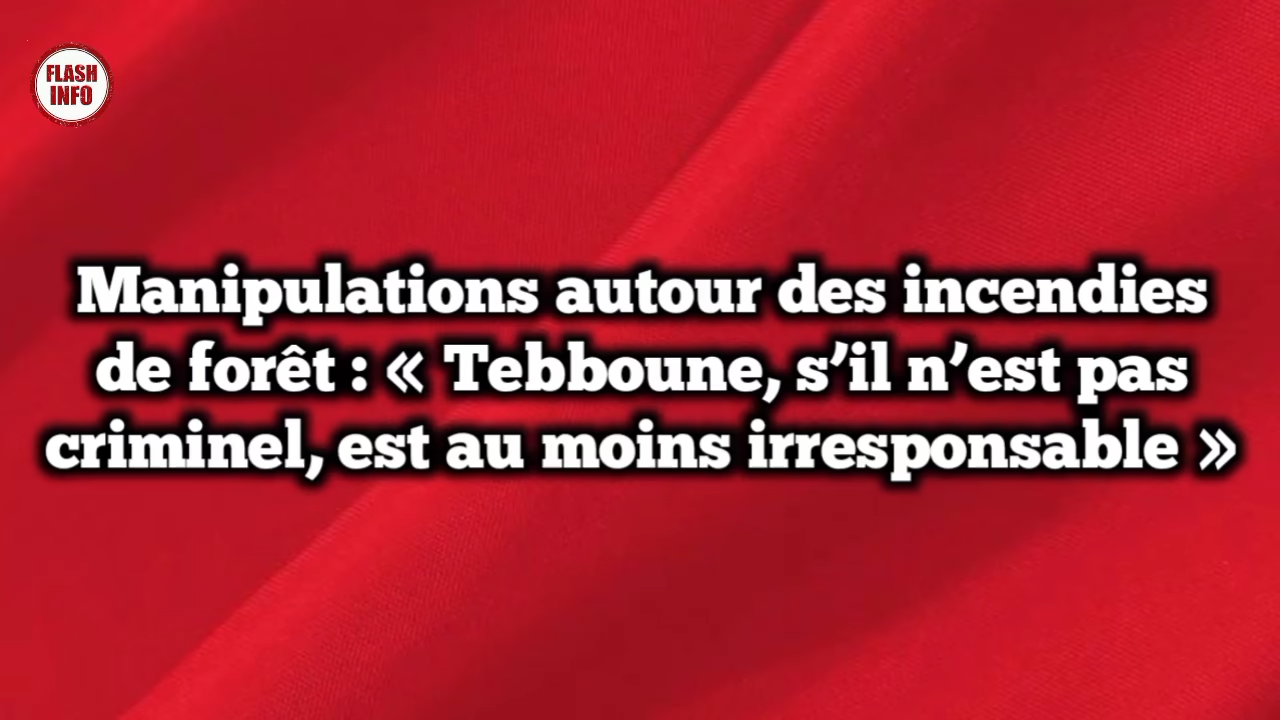 FLASH
INFO
Manipulations autour des incendies
de forêt : « Tebboune, s’il n’est pas
criminel, est au moins irresponsable »